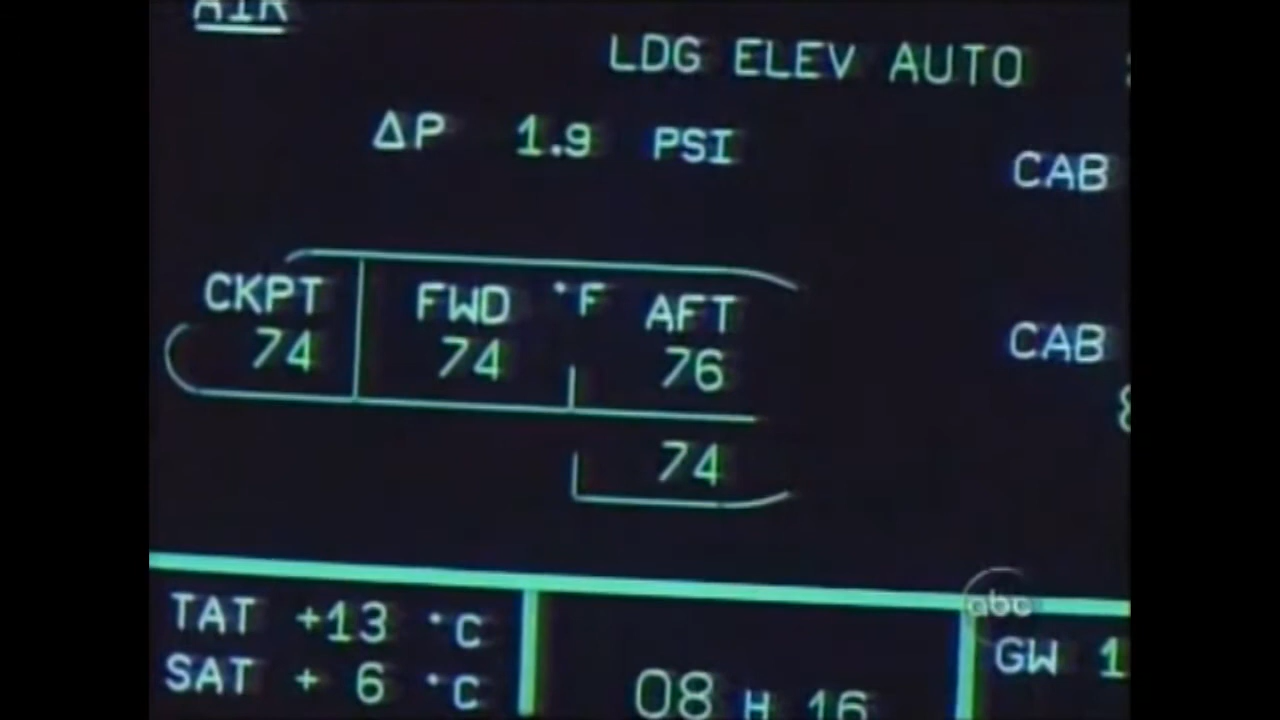 AIR
LDG ELEV AUTO
ΔP 1.9 PSI
CAB
CKPT FWD °F AFT
74 74 76
CAB
74
TAT +13 °C
SAT + 6 °C
08 H 16
GW 1
abc